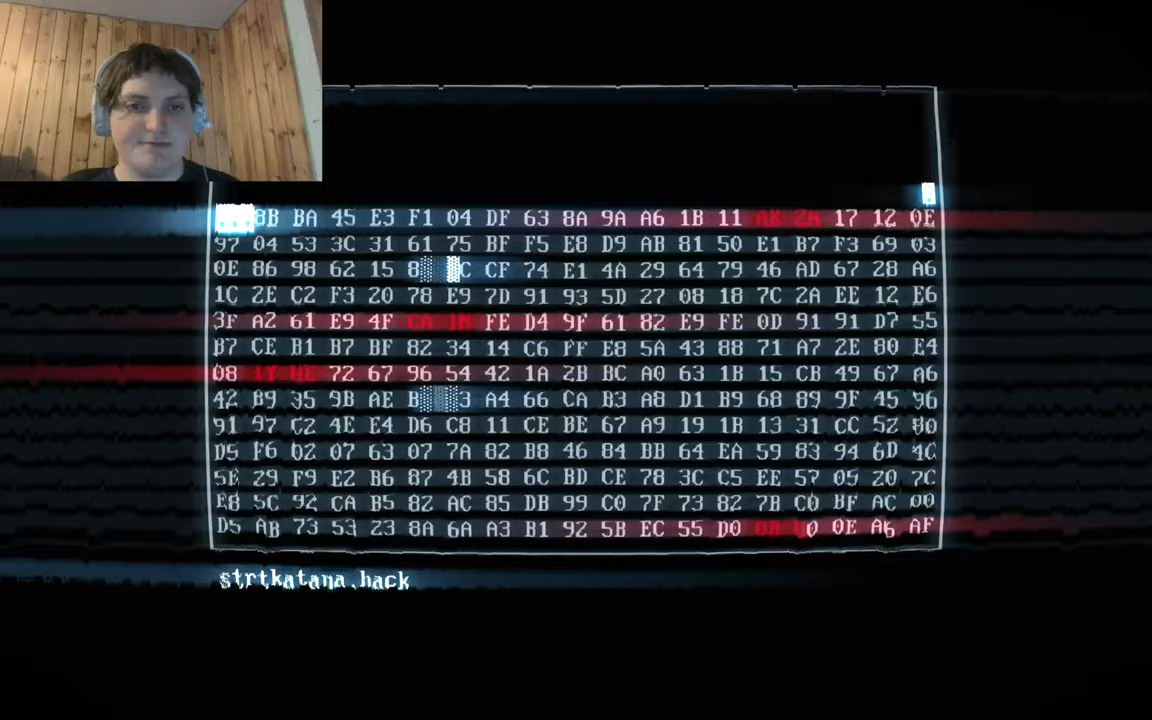 8B BA 45 E3 F1 04 DF 63 8A 9A A6 1B 11 17 12 0E
97 04 53 3C 31 61 75 BF F5 E8 D9 AB 81 50 E1 B7 F3 69 03
0E 86 98 62 15 CF 74 E1 4A 29 64 79 46 AD 67 28 A6
1C 2E C2 F3 20 78 E9 7D 91 93 5D 27 08 18 7C 2A EE 12 E6
3F A2 61 E9 4F FE D4 9F 61 82 E9 FE 0D 91 91 D7 55
B7 CE B1 B7 BF 82 34 14 C6 FF E8 5A 43 88 71 A7 2E 80 E4
08 72 67 96 54 42 1A 2B BC A0 63 1B 15 CB 49 67 A6
42 B9 35 9B AE A4 66 CA B3 A8 D1 B9 68 89 9F 45 96
91 97 C2 4E E4 D6 C8 11 CE BE 67 A9 19 1B 13 31 CC 52
D5 F6 02 07 63 07 7A 82 B8 46 84 BB 64 EA 59 83 94 6D 4C
5E 29 F9 E2 B6 87 4B 58 6C BD CE 78 3C C5 EE 57 05 20 7C
E8 5C 92 CA B5 82 AC 85 DB 99 C0 7F 73 82 7B C0 BF AC 00
D5 AB 73 53 23 8A 6A A3 B1 92 5B EC 55 D0 0E A6 AF
strtkatana.hack